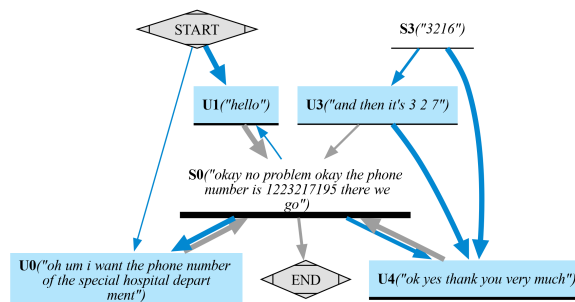 START
S3("3216")
U1("hello")
U3("and then it's 3 2 7")
S0("okay no problem okay the phone
number is 1223217195 there we
go")
U0("oh um i want the phone number
of the special hospital depart
ment")
END
U4("ok yes thank you very much")